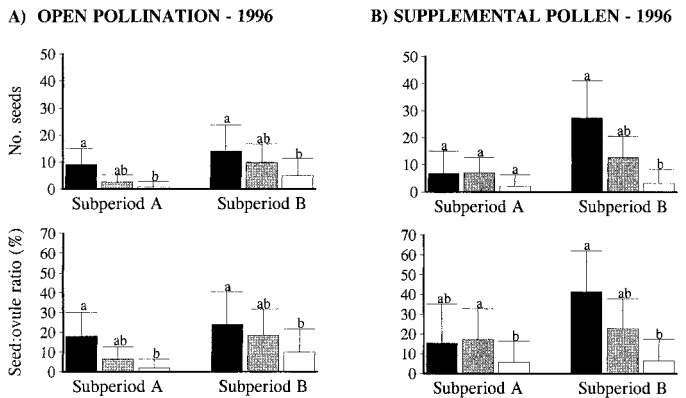 A) OPEN POLLINATION - 1996
B) SUPPLEMENTAL POLLEN - 1996
No. seeds
50
40
30
20
10
0
a
ab
b
a
ab
b
Subperiod A
Subperiod B
50
40
30
20
10
0
a
a
a
a
ab
b
Subperiod A
Subperiod B
Seed:ovule ratio (%)
70
60
50
40
30
20
10
0
a
ab
b
a
ab
b
Subperiod A
Subperiod B
70
60
50
40
30
20
10
0
ab
a
b
a
ab
b
Subperiod A
Subperiod B